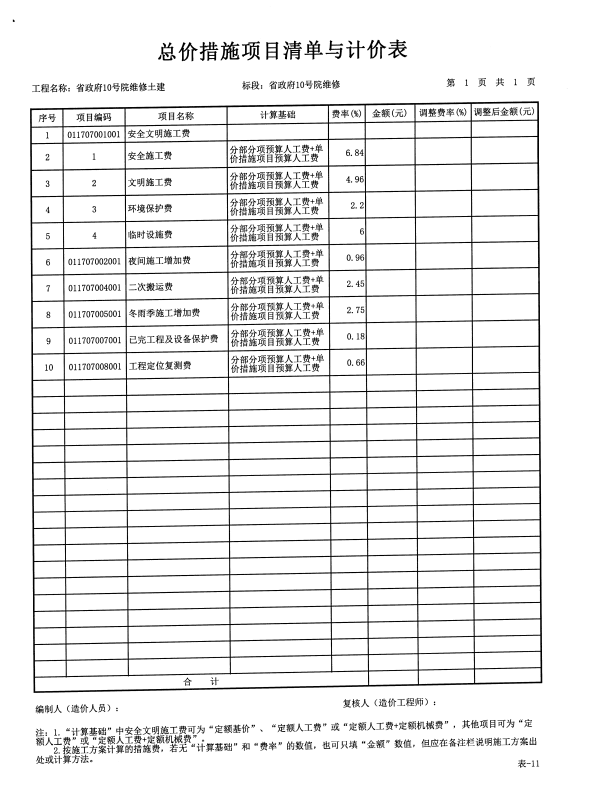 总价措施项目清单与计价表
工程名称：省政府10号院维修土建 标段：省政府10号院维修 第 1 页 共 1 页
序号 项目编码 项目名称 计算基础 费率(%) 金额(元) 调整费率(%) 调整后金额(元)
1 011707001001 安全文明施工费
2 1 安全施工费 分部分项预算人工费+单
价措施项目预算人工费 6.84
3 2 文明施工费 分部分项预算人工费+单
价措施项目预算人工费 4.96
4 3 环境保护费 分部分项预算人工费+单
价措施项目预算人工费 2.2
5 4 临时设施费 分部分项预算人工费+单
价措施项目预算人工费 6
6 011707002001 夜间施工增加费 分部分项预算人工费+单
价措施项目预算人工费 0.96
7 011707004001 二次搬运费 分部分项预算人工费+单
价措施项目预算人工费 2.45
8 011707005001 冬雨季施工增加费 分部分项预算人工费+单
价措施项目预算人工费 2.75
9 011707007001 已完工程及设备保护费 分部分项预算人工费+单
价措施项目预算人工费 0.18
10 011707008001 工程定位复测费 分部分项预算人工费+单
价措施项目预算人工费 0.66
合 计
编制人（造价人员）： 复核人（造价工程师）：
注：1.“计算基础”中安全文明施工费可为“定额基价”、“定额人工费”或“定额人工费+定额机械费”，其他项目可为“定
额人工费”或“定额人工费+定额机械费”。
2.按施工方案计算的措施费，若无“计算基础”和“费率”的数值，也可只填“金额”数值，但应在备注栏说明施工方案出
处或计算方法。
表-11